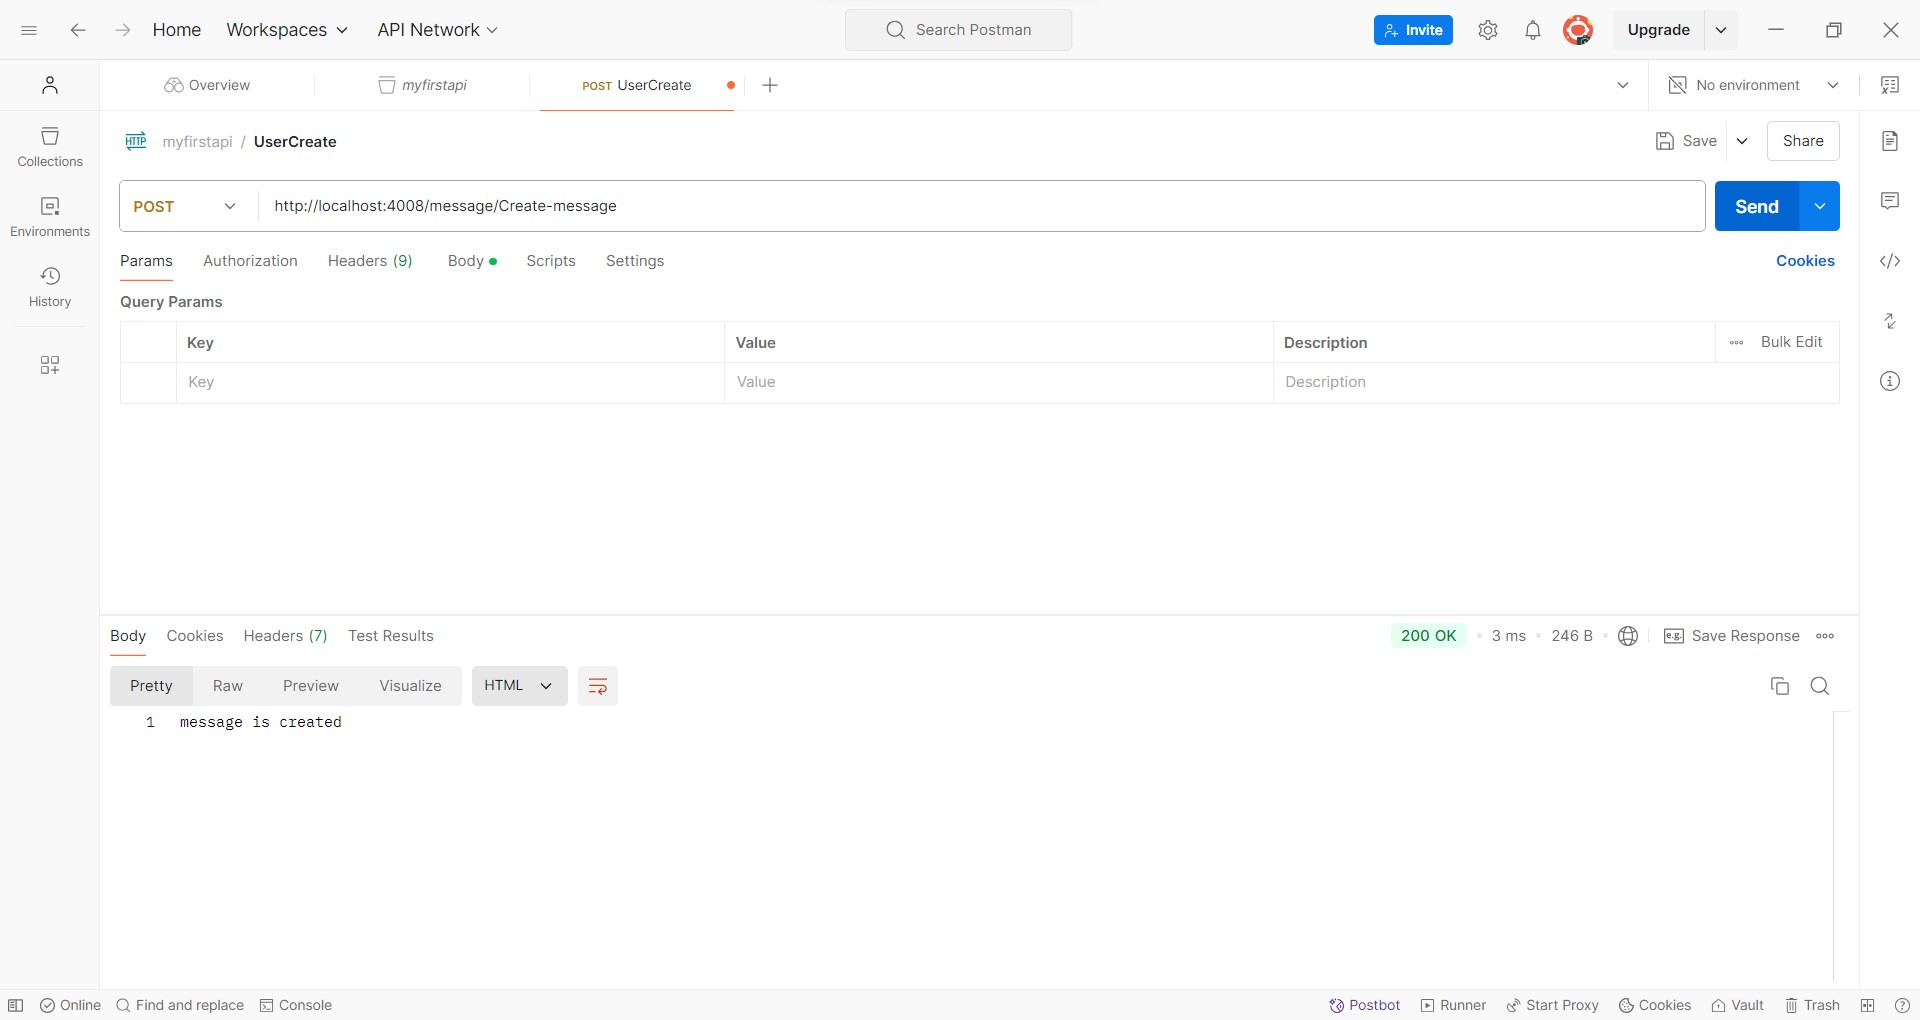 Home Workspaces API Network Search Postman Invite Upgrade
Overview myfirstapi POST UserCreate No environment
HTTP myfirstapi / UserCreate Save Share
Collections
Environments
History
POST http://localhost:4008/message/Create-message Send
Params Authorization Headers (9) Body Scripts Settings Cookies
Query Params
Key Value Description Bulk Edit
Key Value Description
Body Cookies Headers (7) Test Results 200 OK 3 ms 246 B e.g. Save Response
Pretty Raw Preview Visualize HTML
1 message is created
Online Find and replace Console Postbot Runner Start Proxy Cookies Vault Trash